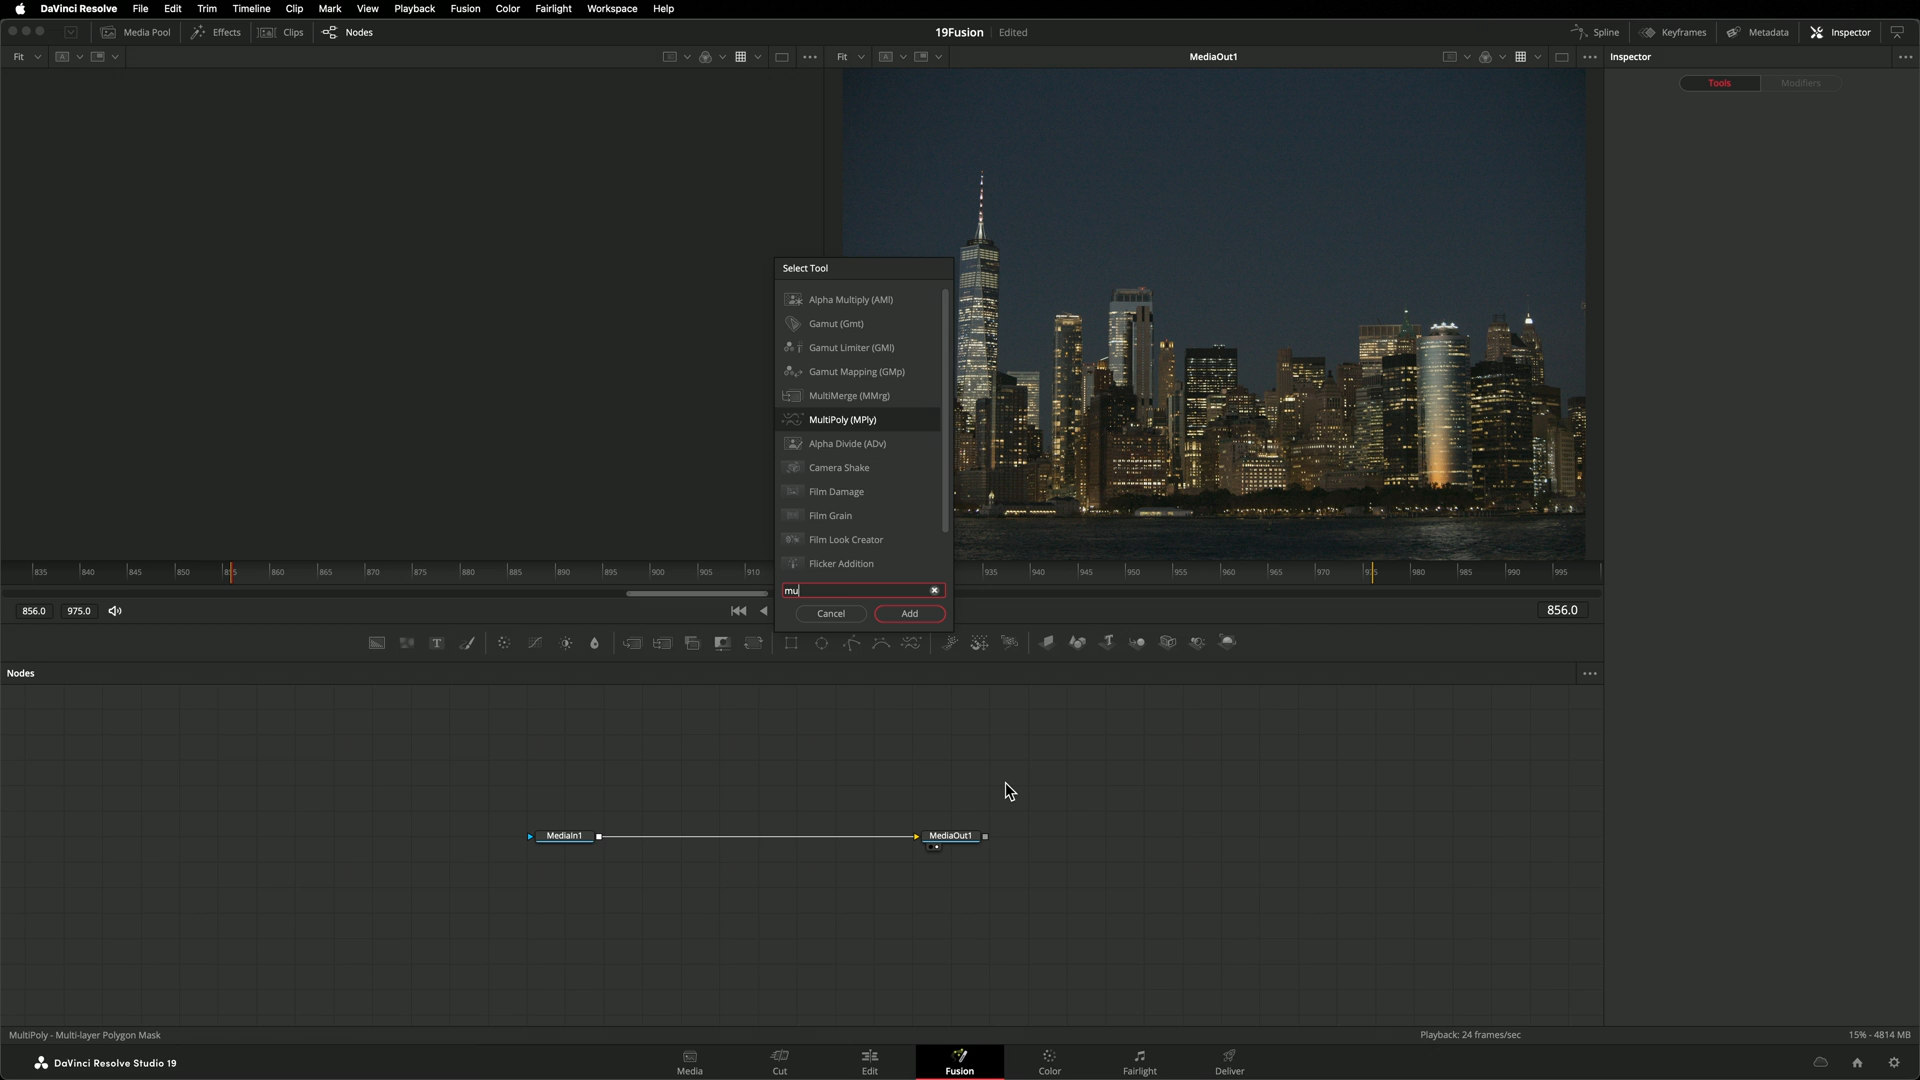 DaVinci Resolve File Edit Trim Timeline Clip Mark View Playback Fusion Color Fairlight Workspace Help
Media Pool Effects Clips Nodes 19Fusion Edited Spline Keyframes Metadata Inspector
Fit Fit MediaOut1 Inspector
Tools Modifiers
Select Tool
Alpha Multiply (AMl)
Gamut (Gmt)
Gamut Limiter (GMl)
Gamut Mapping (GMp)
MultiMerge (MMrg)
MultiPoly (MPly)
Alpha Divide (ADv)
Camera Shake
Film Damage
Film Grain
Film Look Creator
Flicker Addition
mu
Cancel Add
835 840 845 850 855 860 865 870 875 880 885 890 895 900 905 910 935 940 945 950 955 960 965 970 975 980 985 990 995
856.0 975.0 856.0
Nodes
MediaIn1 MediaOut1
MultiPoly - Multi-layer Polygon Mask Playback: 24 frames/sec 15% - 4814 MB
DaVinci Resolve Studio 19 Media Cut Edit Fusion Color Fairlight Deliver